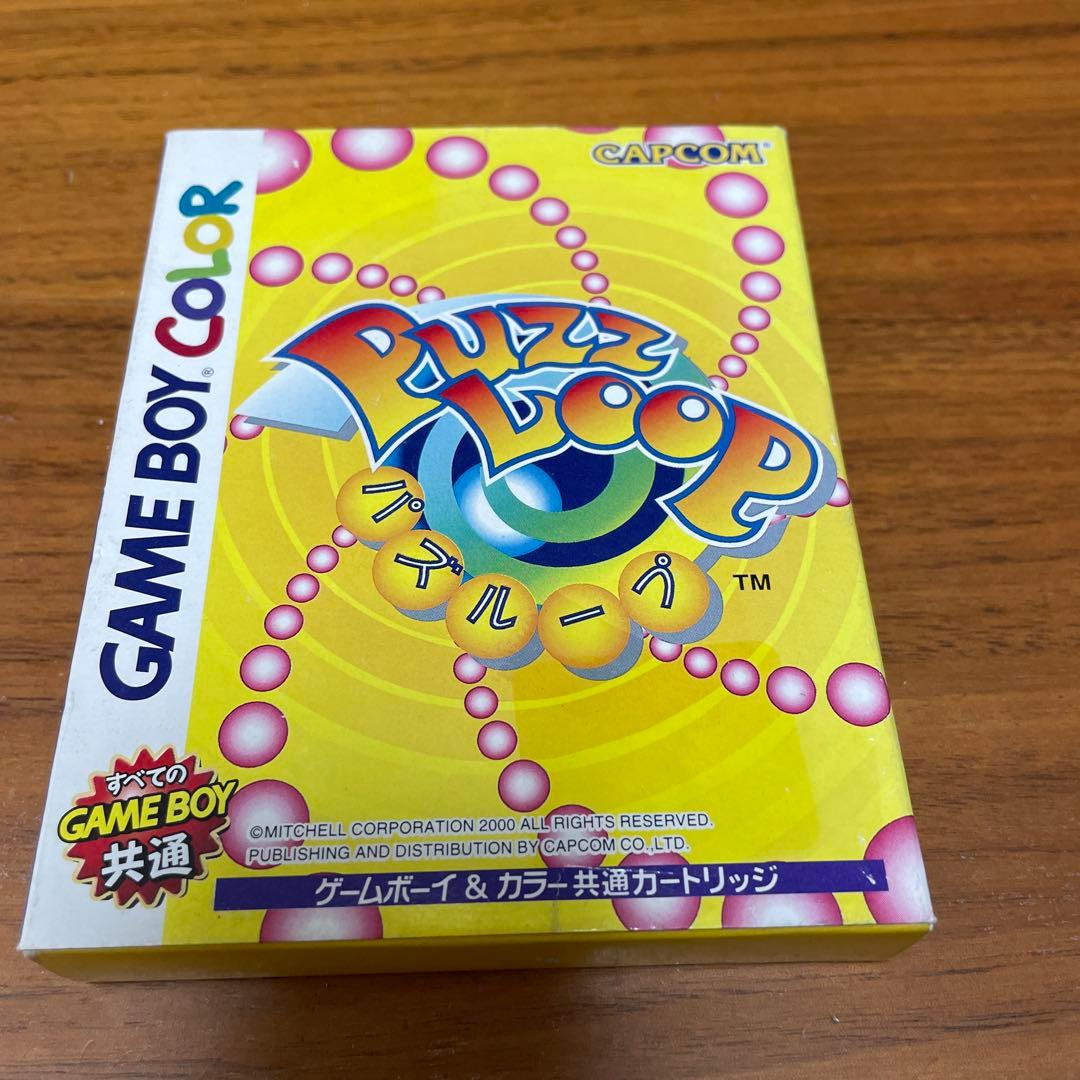 CAPCOM®
GAME BOY® COLOR
PUZZ
LOOP
パズループ
TM
すべての
GAME BOY
共通
©MITCHELL CORPORATION 2000 ALL RIGHTS RESERVED.
PUBLISHING AND DISTRIBUTION BY CAPCOM CO.,LTD.
ゲームボーイ & カラー共通カートリッジ